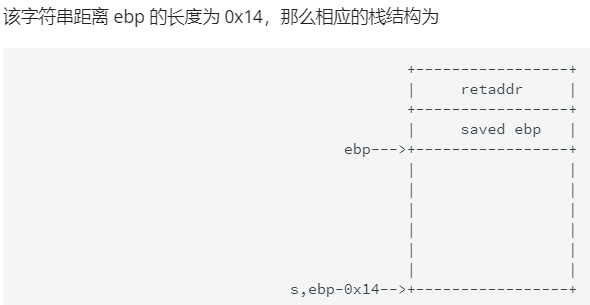 该字符串距离 ebp 的长度为 0x14，那么相应的栈结构为
+-----------------+
|     retaddr     |
+-----------------+
|     saved ebp   |
ebp--->+-----------------+
|                 |
|                 |
|                 |
|                 |
|                 |
|                 |
s,ebp-0x14-->+-----------------+